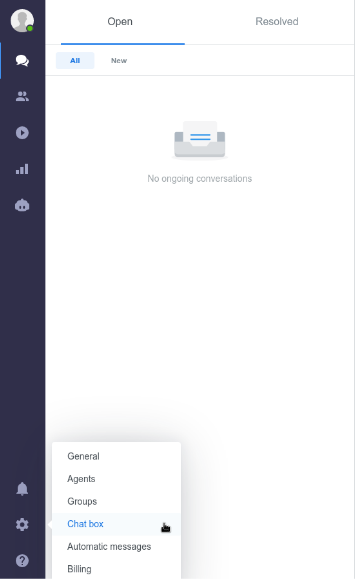 Open
Resolved
All
New
No ongoing conversations
General
Agents
Groups
Chat box
Automatic messages
Billing